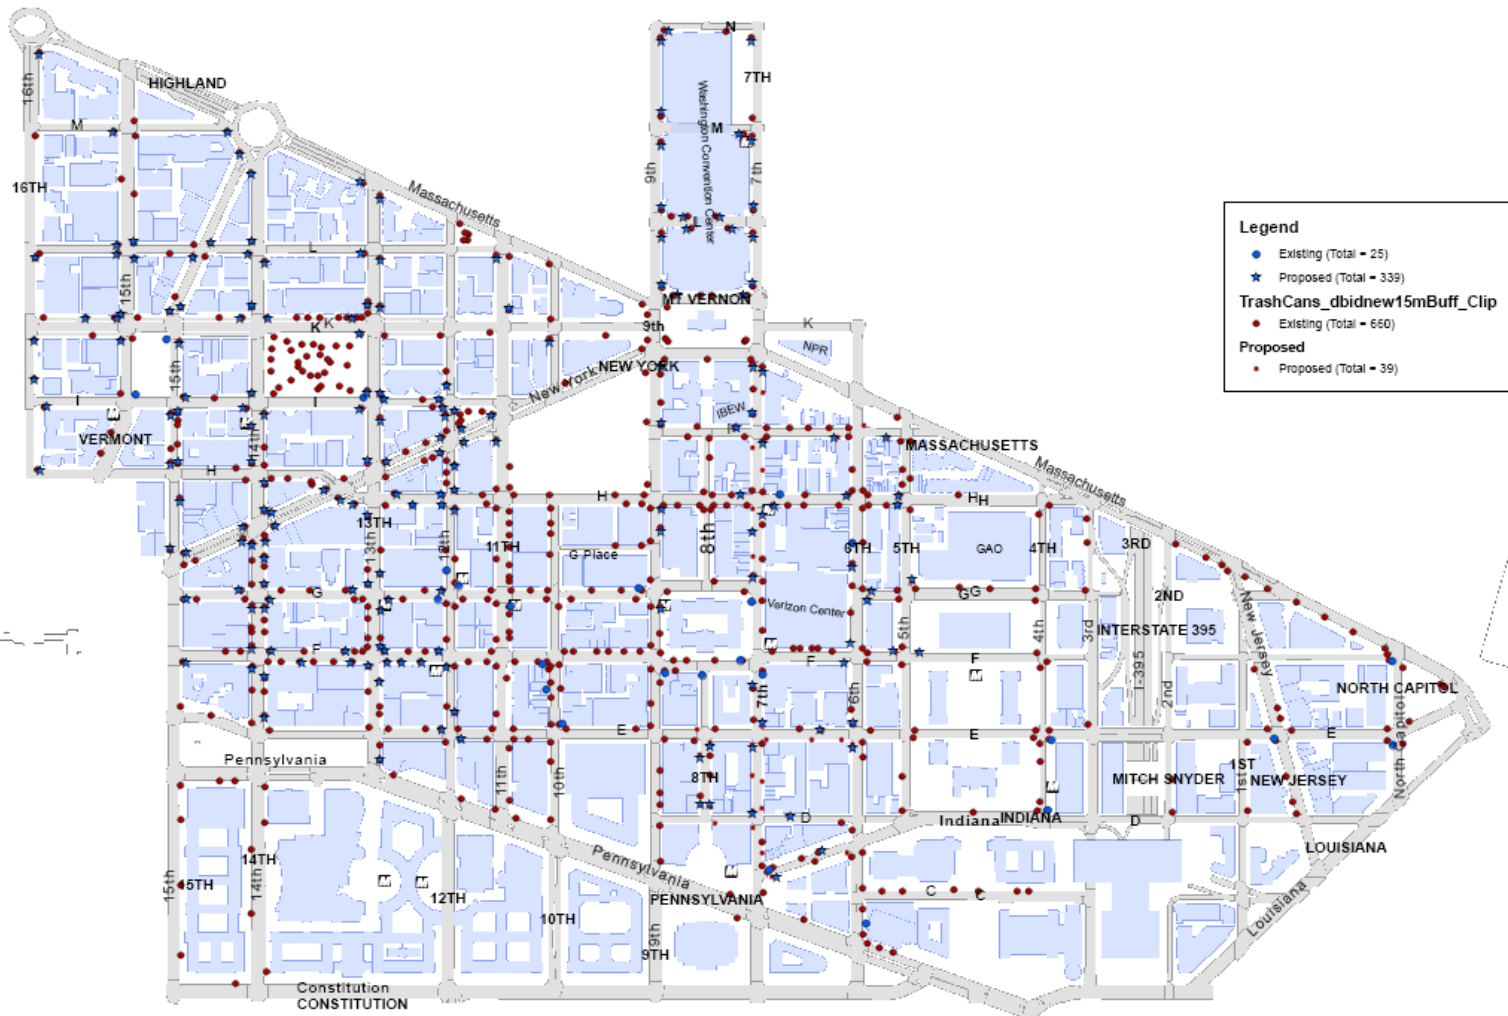 N
16th
HIGHLAND
7TH
Washington Convention Center
M
M
9th
7th
16TH
Massachusetts
L
L
15th
MT VERNON
K
K
9th
K
NPR
15th
New York
NEW YORK
I
I
IBEW
I
VERMONT
14th
MASSACHUSETTS
H
Massachusetts
H
H
H
13TH
13th
12th
11TH
G Place
8th
6TH
5TH
GAO
4TH
3RD
G
G
G
2ND
Verizon Center
New Jersey
5th
4th
3rd
INTERSTATE 395
F
F
F
I-395
2nd
7th
6th
NORTH CAPITOL
North Capitol
E
E
E
Pennsylvania
11th
10th
8TH
MITCH SNYDER
1ST
1st
NEW JERSEY
D
Indiana
INDIANA
D
LOUISIANA
Pennsylvania
14TH
14th
15th
15TH
12TH
PENNSYLVANIA
C
C
10TH
Louisiana
9th
9TH
Constitution
CONSTITUTION
Legend
Existing (Total = 25)
Proposed (Total = 339)
TrashCans_dbidnew15mBuff_Clip
Existing (Total = 660)
Proposed
Proposed (Total = 39)